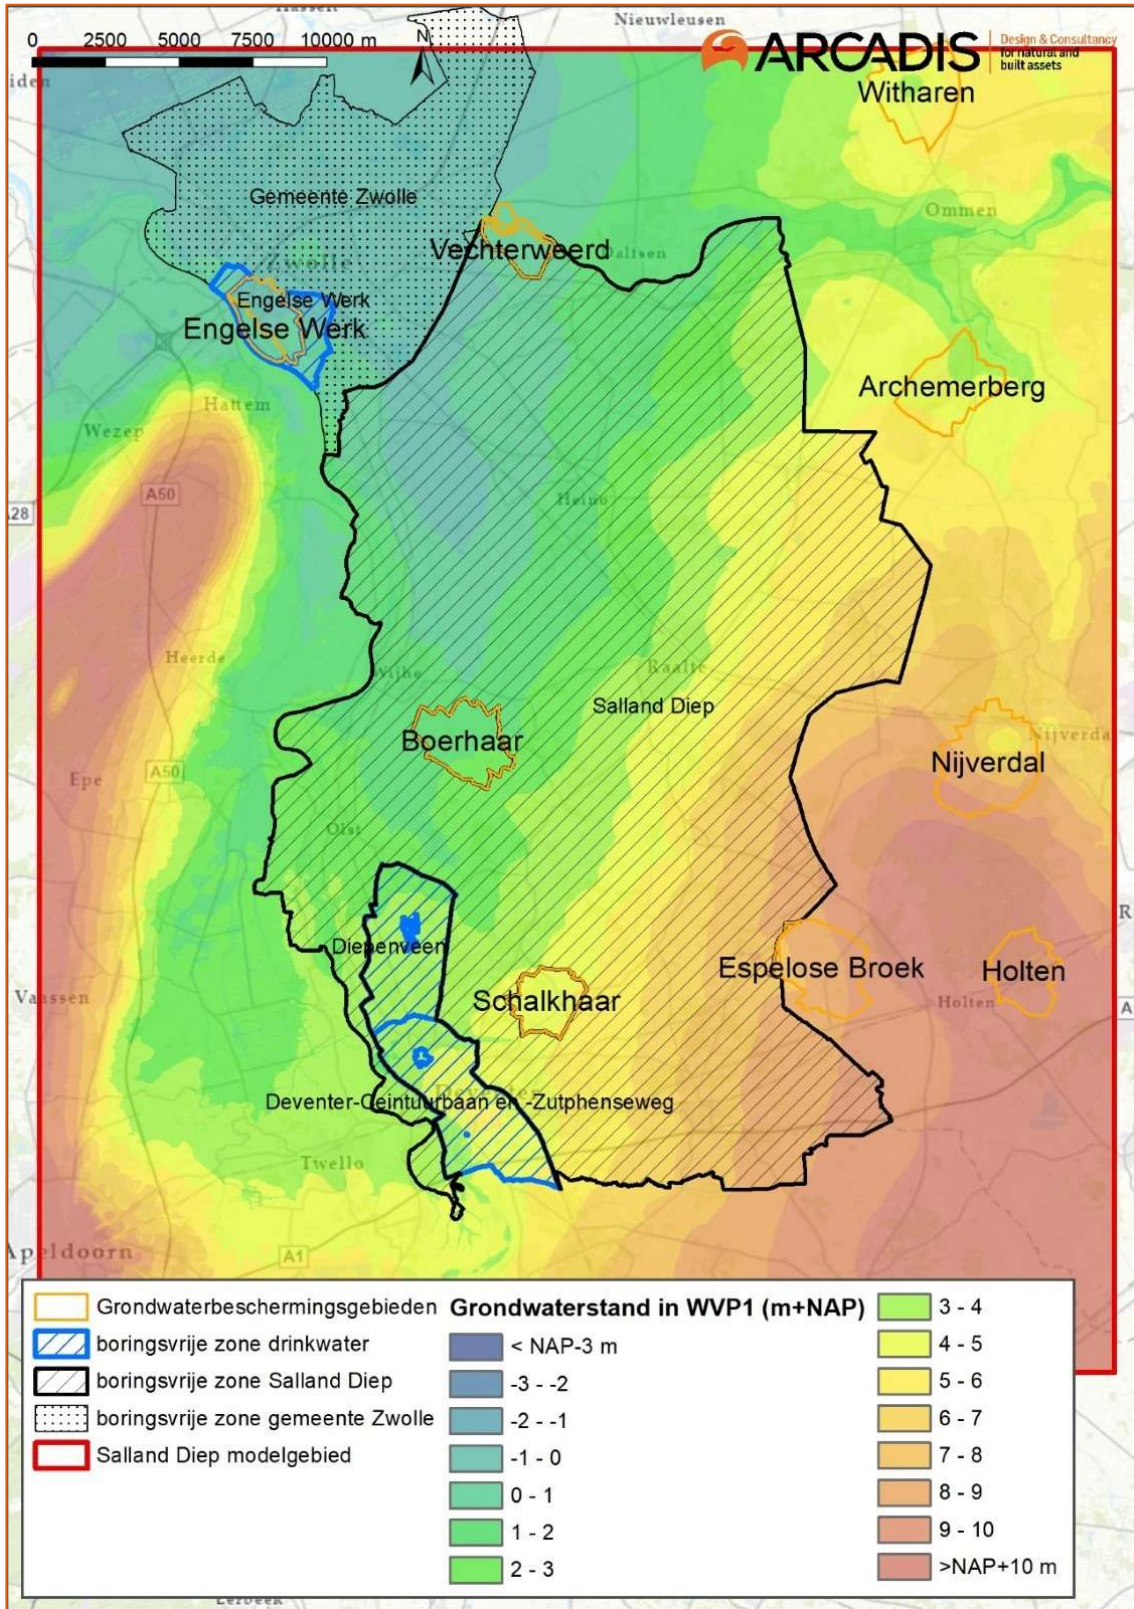 Nieuwleusen
0 2500 5000 7500 10000 m
N
ARCADIS
Design & Consultancy
for natural and
built assets
Witharen
Gemeente Zwolle
Ommen
Vechterweerd
Dalfsen
Zwolle
Engelse Werk
Engelse Werk
Archemerberg
Hattem
Wezep
A50
Heino
Heerde
Wijhe
Raalte
Salland Diep
Boerhaar
Nijverdal
Epe
A50
Olst
Diepenveen
Espelose Broek
Holten
Schalkhaar
Vaassen
Holten
Deventer
Deventer-Ceintuurbaan en -Zutphenseweg
Twello
Apeldoorn
A1
Grondwaterbeschermingsgebieden
boringsvrije zone drinkwater
boringsvrije zone Salland Diep
boringsvrije zone gemeente Zwolle
Salland Diep modelgebied
Grondwaterstand in WVP1 (m+NAP)
< NAP-3 m
-3 - -2
-2 - -1
-1 - 0
0 - 1
1 - 2
2 - 3
3 - 4
4 - 5
5 - 6
6 - 7
7 - 8
8 - 9
9 - 10
>NAP+10 m